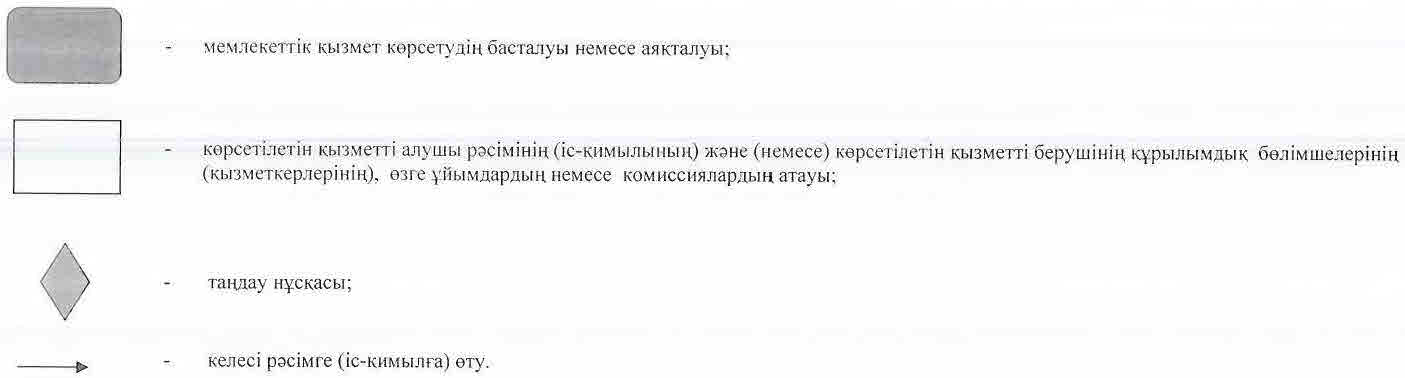 - мемлекеттік қызмет көрсетудің басталуы немесе аяқталуы;
- көрсетілетін қызметті алушы рәсімінің (іс-қимылының) және (немесе) көрсетілетін қызметті берушінің құрылымдық бөлімшелерінің
(қызметкерлерінің), өзге ұйымдардың немесе комиссиялардың атауы;
- таңдау нұсқасы;
- келесі рәсімге (іс-қимылға) өту.